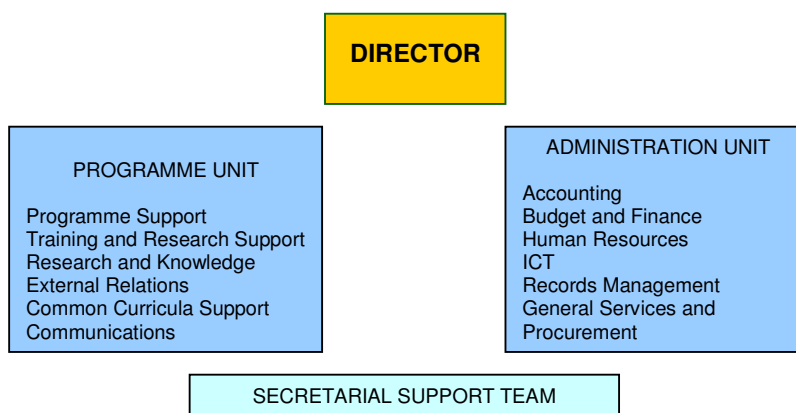 DIRECTOR
PROGRAMME UNIT
Programme Support
Training and Research Support
Research and Knowledge
External Relations
Common Curricula Support
Communications
ADMINISTRATION UNIT
Accounting
Budget and Finance
Human Resources
ICT
Records Management
General Services and
Procurement
SECRETARIAL SUPPORT TEAM